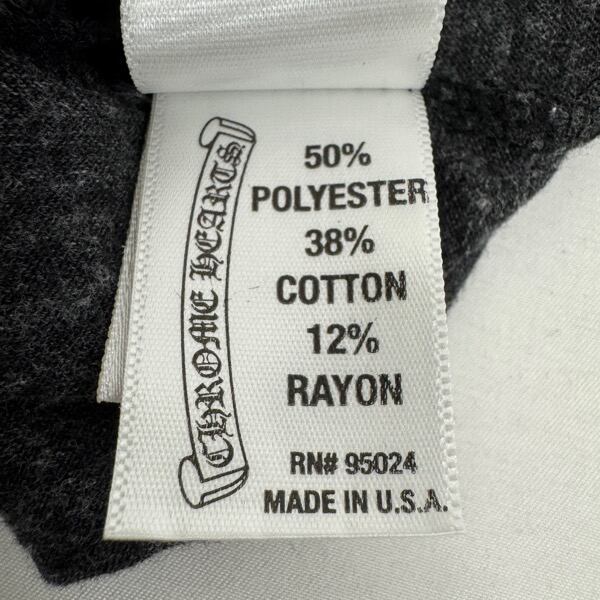 CHROME HEARTS
50%
POLYESTER
38%
COTTON
12%
RAYON
RN# 95024
MADE IN U.S.A.